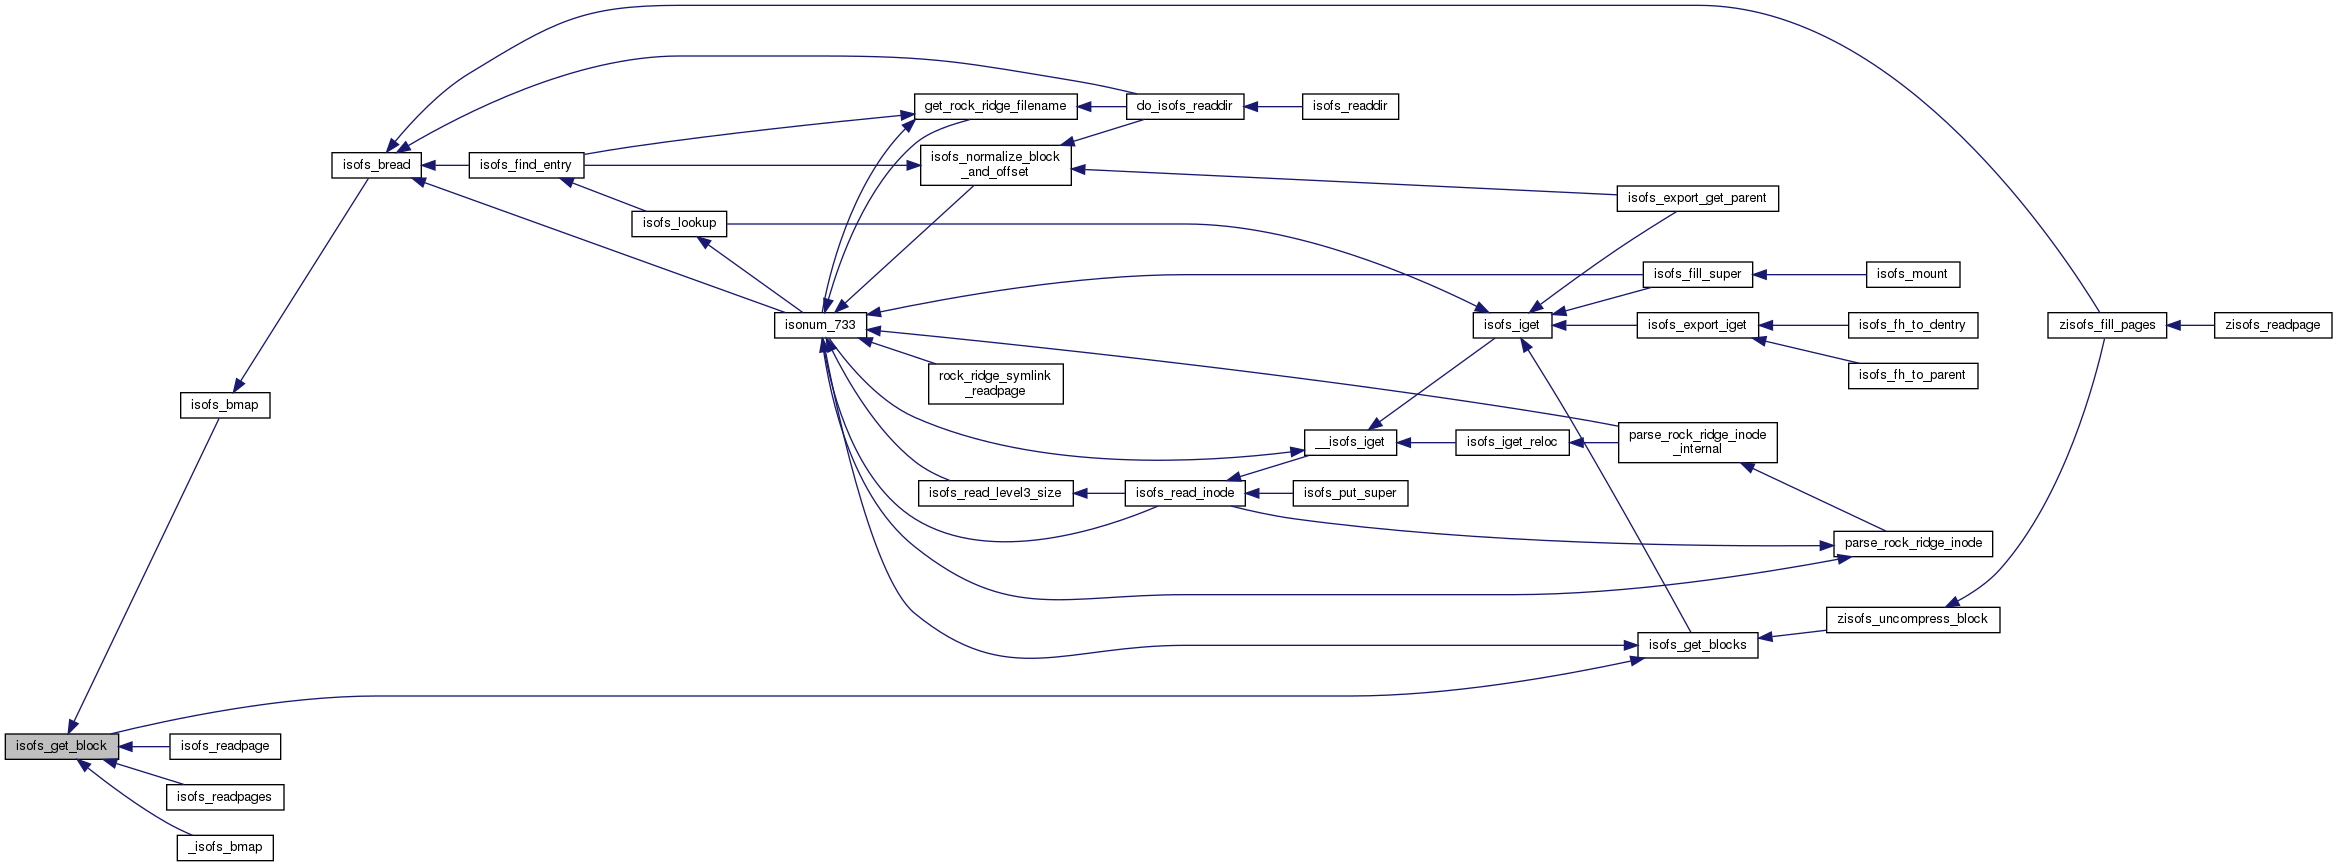 get_rock_ridge_filename
do_isofs_readdir
isofs_readdir
isofs_bread
isofs_find_entry
isofs_normalize_block
_and_offset
isofs_export_get_parent
isofs_lookup
isofs_fill_super
isofs_mount
isonum_733
isofs_iget
isofs_export_iget
isofs_fh_to_dentry
zisofs_fill_pages
zisofs_readpage
rock_ridge_symlink
_readpage
isofs_fh_to_parent
isofs_bmap
__isofs_iget
isofs_iget_reloc
parse_rock_ridge_inode
_internal
isofs_read_level3_size
isofs_read_inode
isofs_put_super
parse_rock_ridge_inode
zisofs_uncompress_block
isofs_get_blocks
isofs_get_block
isofs_readpage
isofs_readpages
_isofs_bmap